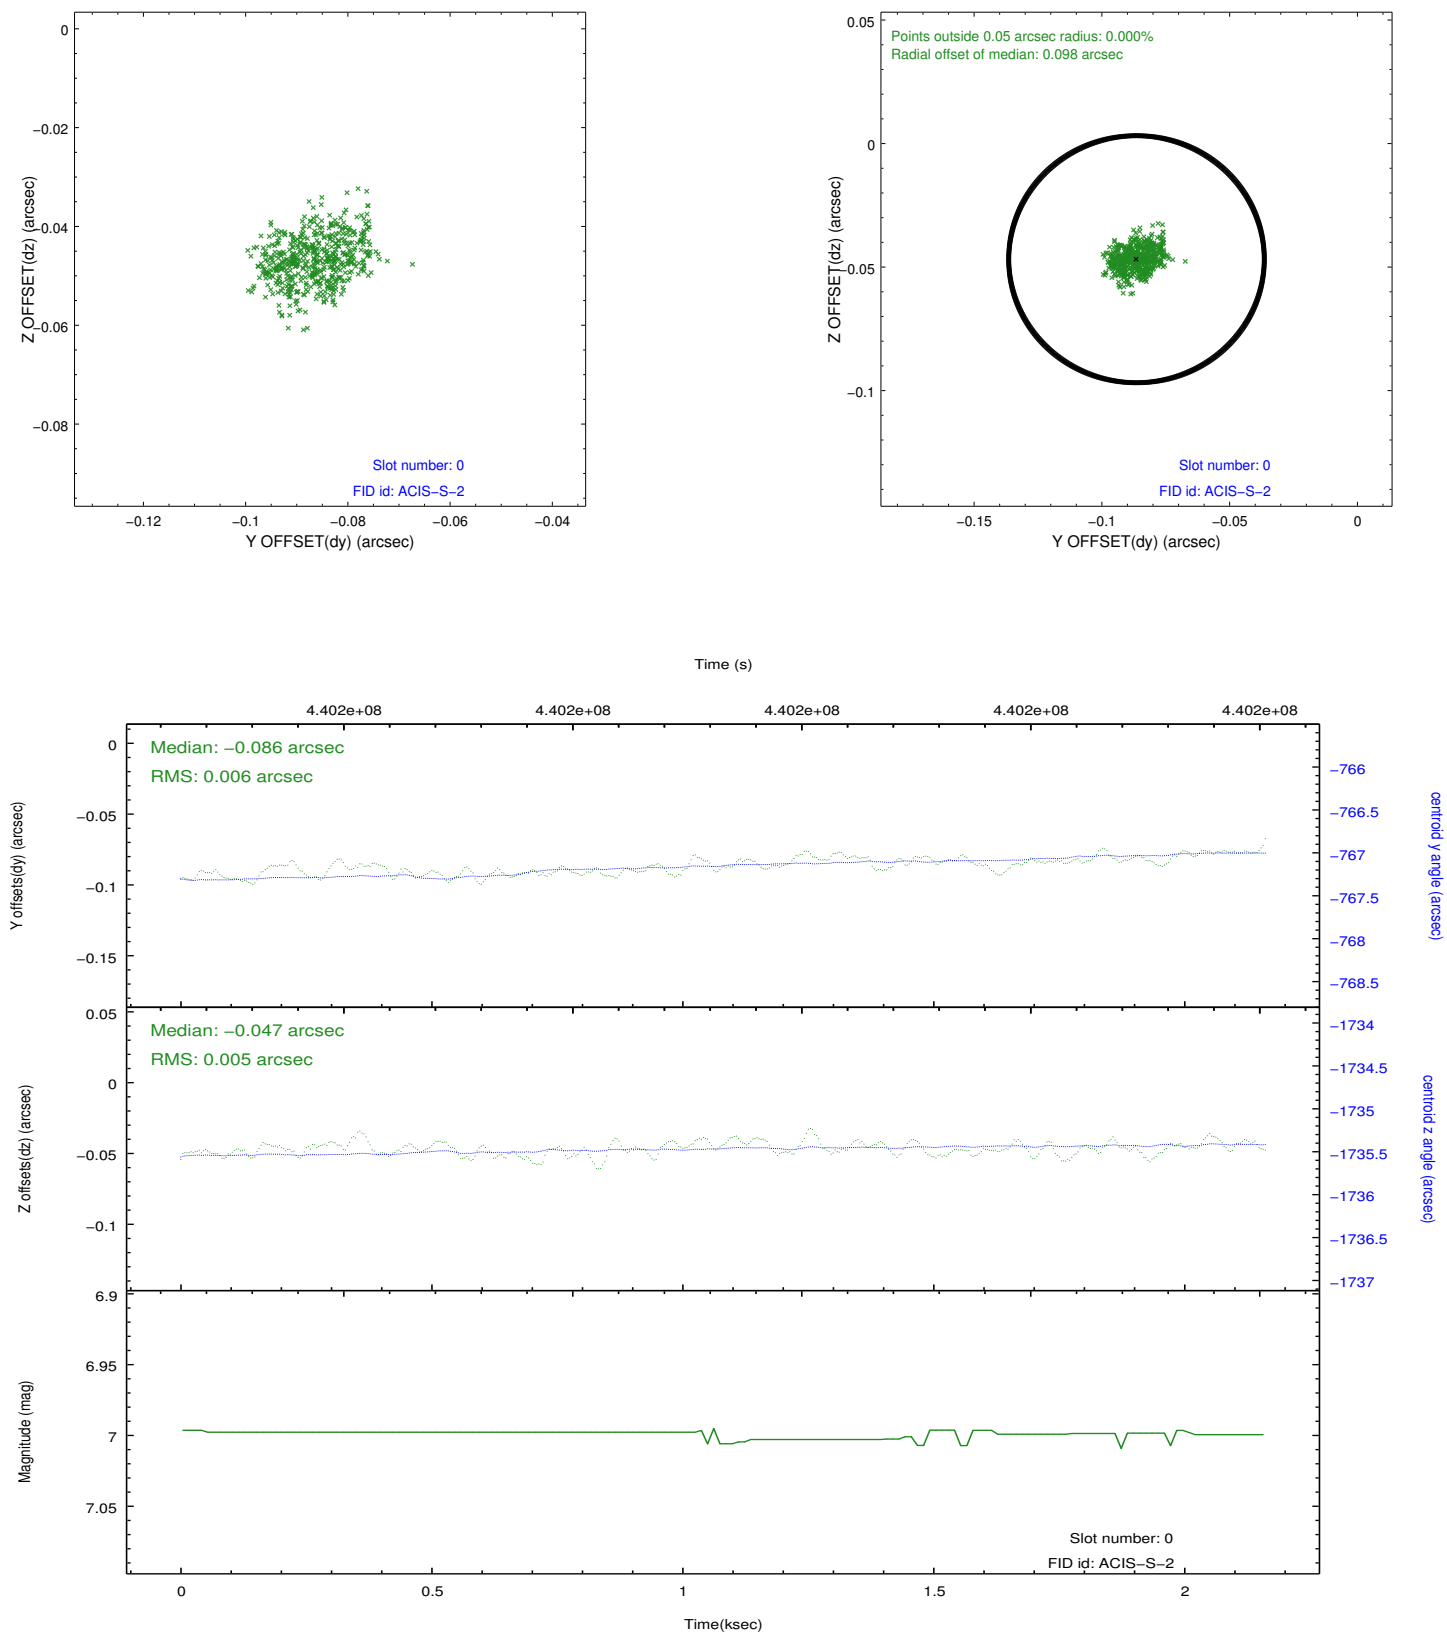 0
−0.02
−0.04
−0.06
−0.08
Z OFFSET(dz) (arcsec)
Slot number: 0
FID id: ACIS−S−2
−0.12
−0.1
−0.08
−0.06
−0.04
Y OFFSET(dy) (arcsec)
0.05
0
−0.05
−0.1
Z OFFSET(dz) (arcsec)
Points outside 0.05 arcsec radius: 0.000%
Radial offset of median: 0.098 arcsec
Slot number: 0
FID id: ACIS−S−2
−0.15
−0.1
−0.05
0
Y OFFSET(dy) (arcsec)
Time (s)
4.402e+08
4.402e+08
4.402e+08
4.402e+08
4.402e+08
Median: −0.086 arcsec
RMS: 0.006 arcsec
0
−0.05
−0.1
−0.15
Y offsets(dy) (arcsec)
−766
−766.5
−767
−767.5
−768
−768.5
centroid y angle (arcsec)
Median: −0.047 arcsec
RMS: 0.005 arcsec
0.05
0
−0.05
−0.1
Z offsets(dz) (arcsec)
−1734
−1734.5
−1735
−1735.5
−1736
−1736.5
−1737
centroid z angle (arcsec)
6.9
6.95
7
7.05
Magnitude (mag)
Slot number: 0
FID id: ACIS−S−2
0
0.5
1
1.5
2
Time(ksec)